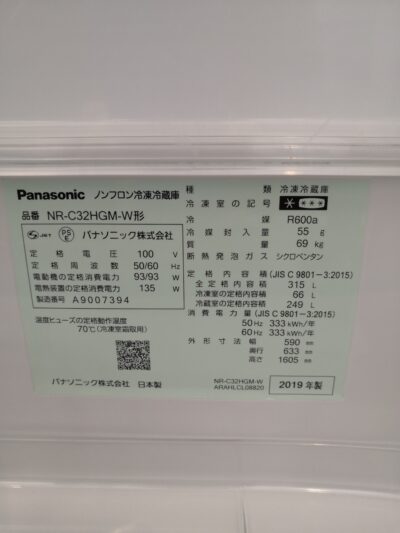 Panasonic ノンフロン冷凍冷蔵庫
品番 NR-C32HGM-W形
JET PSE パナソニック株式会社
定格電圧 100 V
定格周波数 50/60 Hz
電動機の定格消費電力 93/93 W
電熱装置の定格消費電力 135 W
製造番号 A9007394
温度ヒューズの定格動作温度
70℃(冷凍室霜取用)
パナソニック株式会社 日本製
種類 冷凍冷蔵庫
冷凍室の記号
冷媒 R600a
冷媒封入量 55 g
質量 69 kg
断熱発泡ガス シクロペンタン
定格内容積 (JIS C 9801-3:2015)
全定格内容積 315 L
冷凍室の定格内容積 66 L
冷蔵室の定格内容積 249 L
消費電力量 (JIS C 9801-3:2015)
50Hz 333 kWh/年
60Hz 333 kWh/年
外形寸法 幅 590 mm
奥行 633 mm
高さ 1605 mm
NR-C32HGM-W
ARAHLCL08820
2019年製